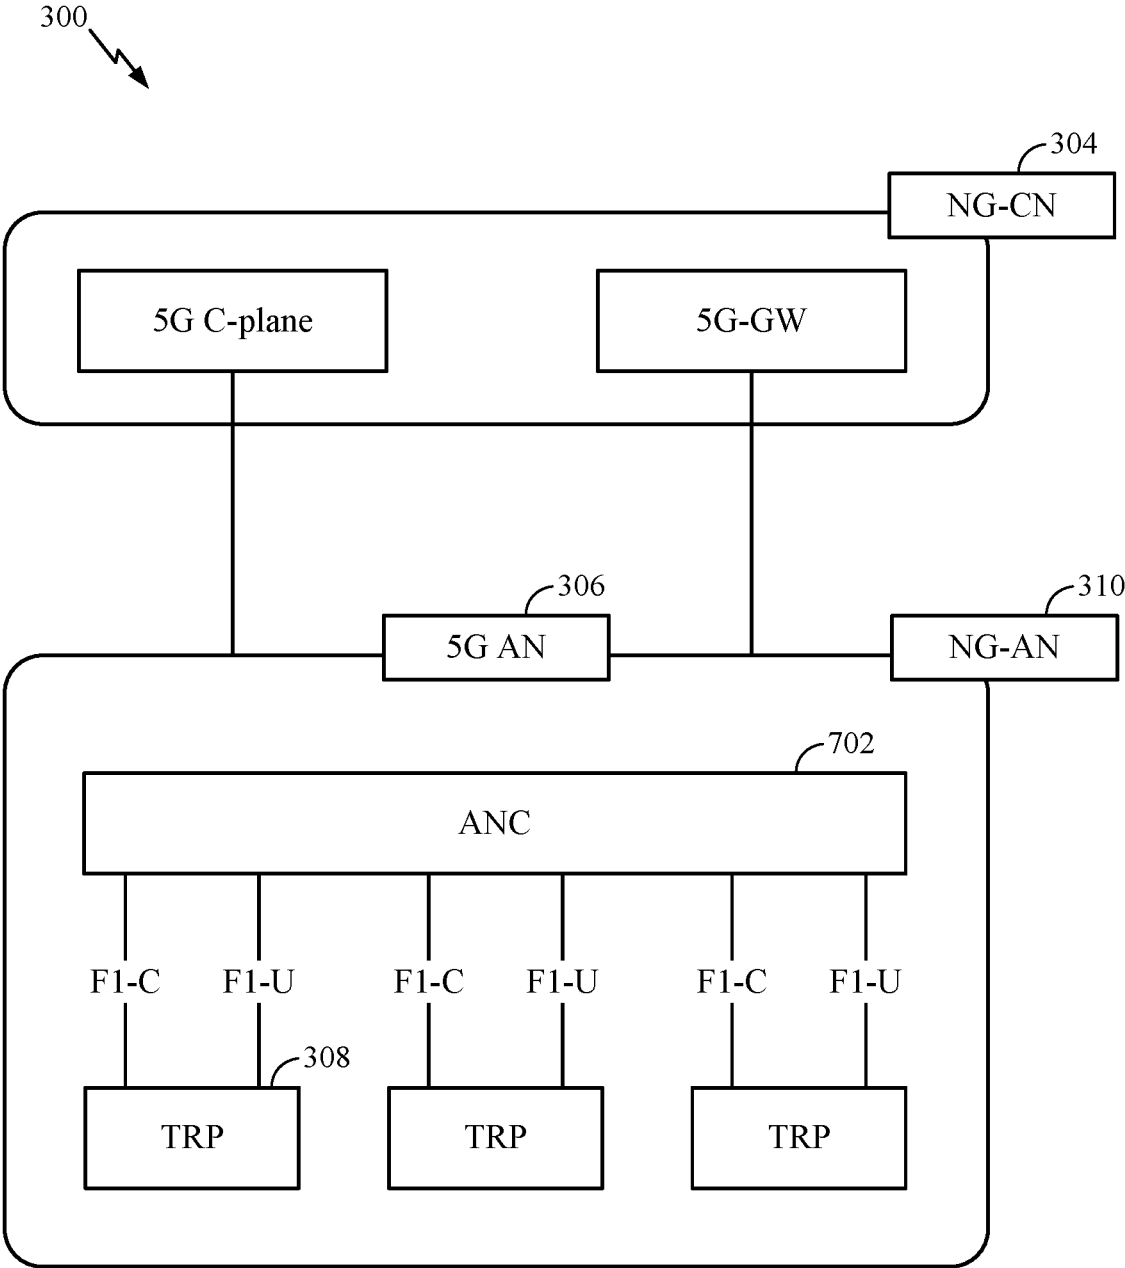 300
304
NG-CN
5G C-plane
5G-GW
306
310
5G AN
NG-AN
702
ANC
F1-C
F1-U
F1-C
F1-U
F1-C
F1-U
308
TRP
TRP
TRP